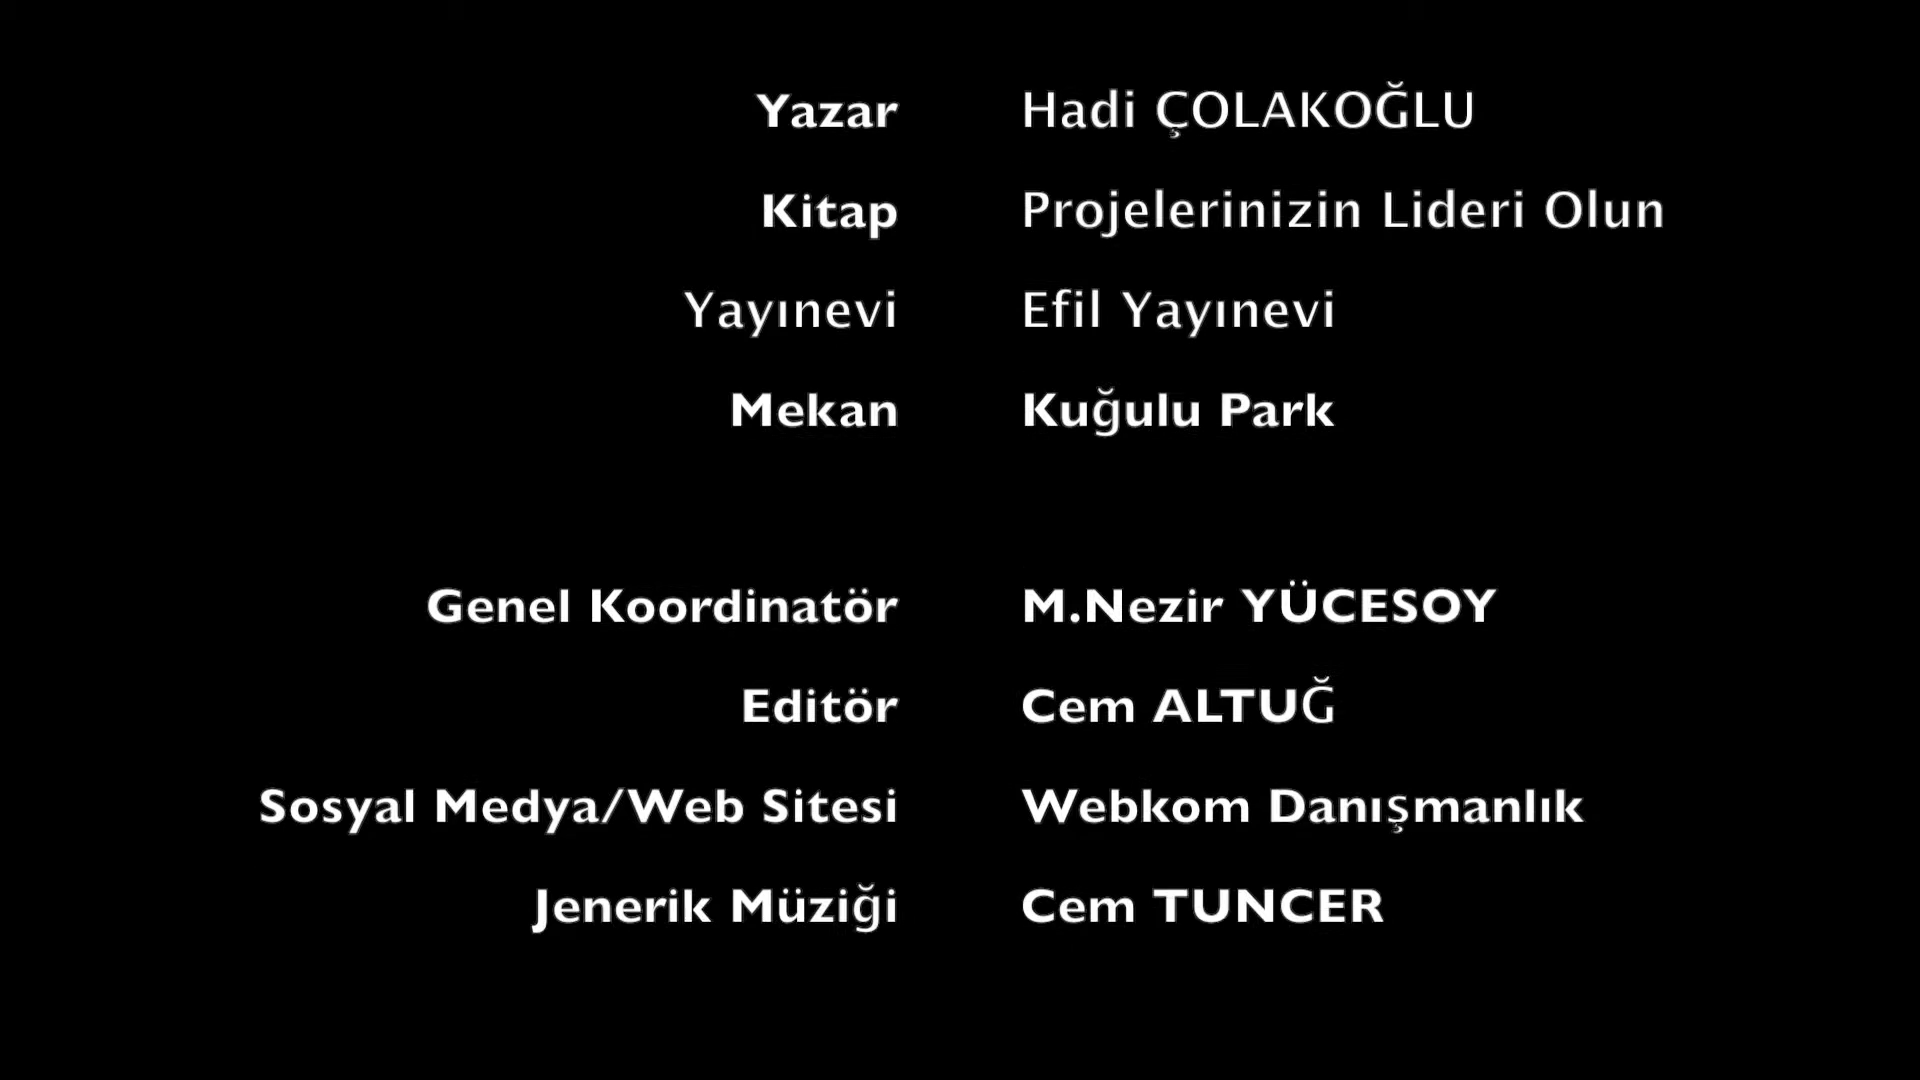 Yazar Hadi ÇOLAKOĞLU
Kitap Projelerinizin Lideri Olun
Yayınevi Efil Yayınevi
Mekan Kuğulu Park
Genel Koordinatör M.Nezir YÜCESOY
Editör Cem ALTUĞ
Sosyal Medya/Web Sitesi Webkom Danışmanlık
Jenerik Müziği Cem TUNCER